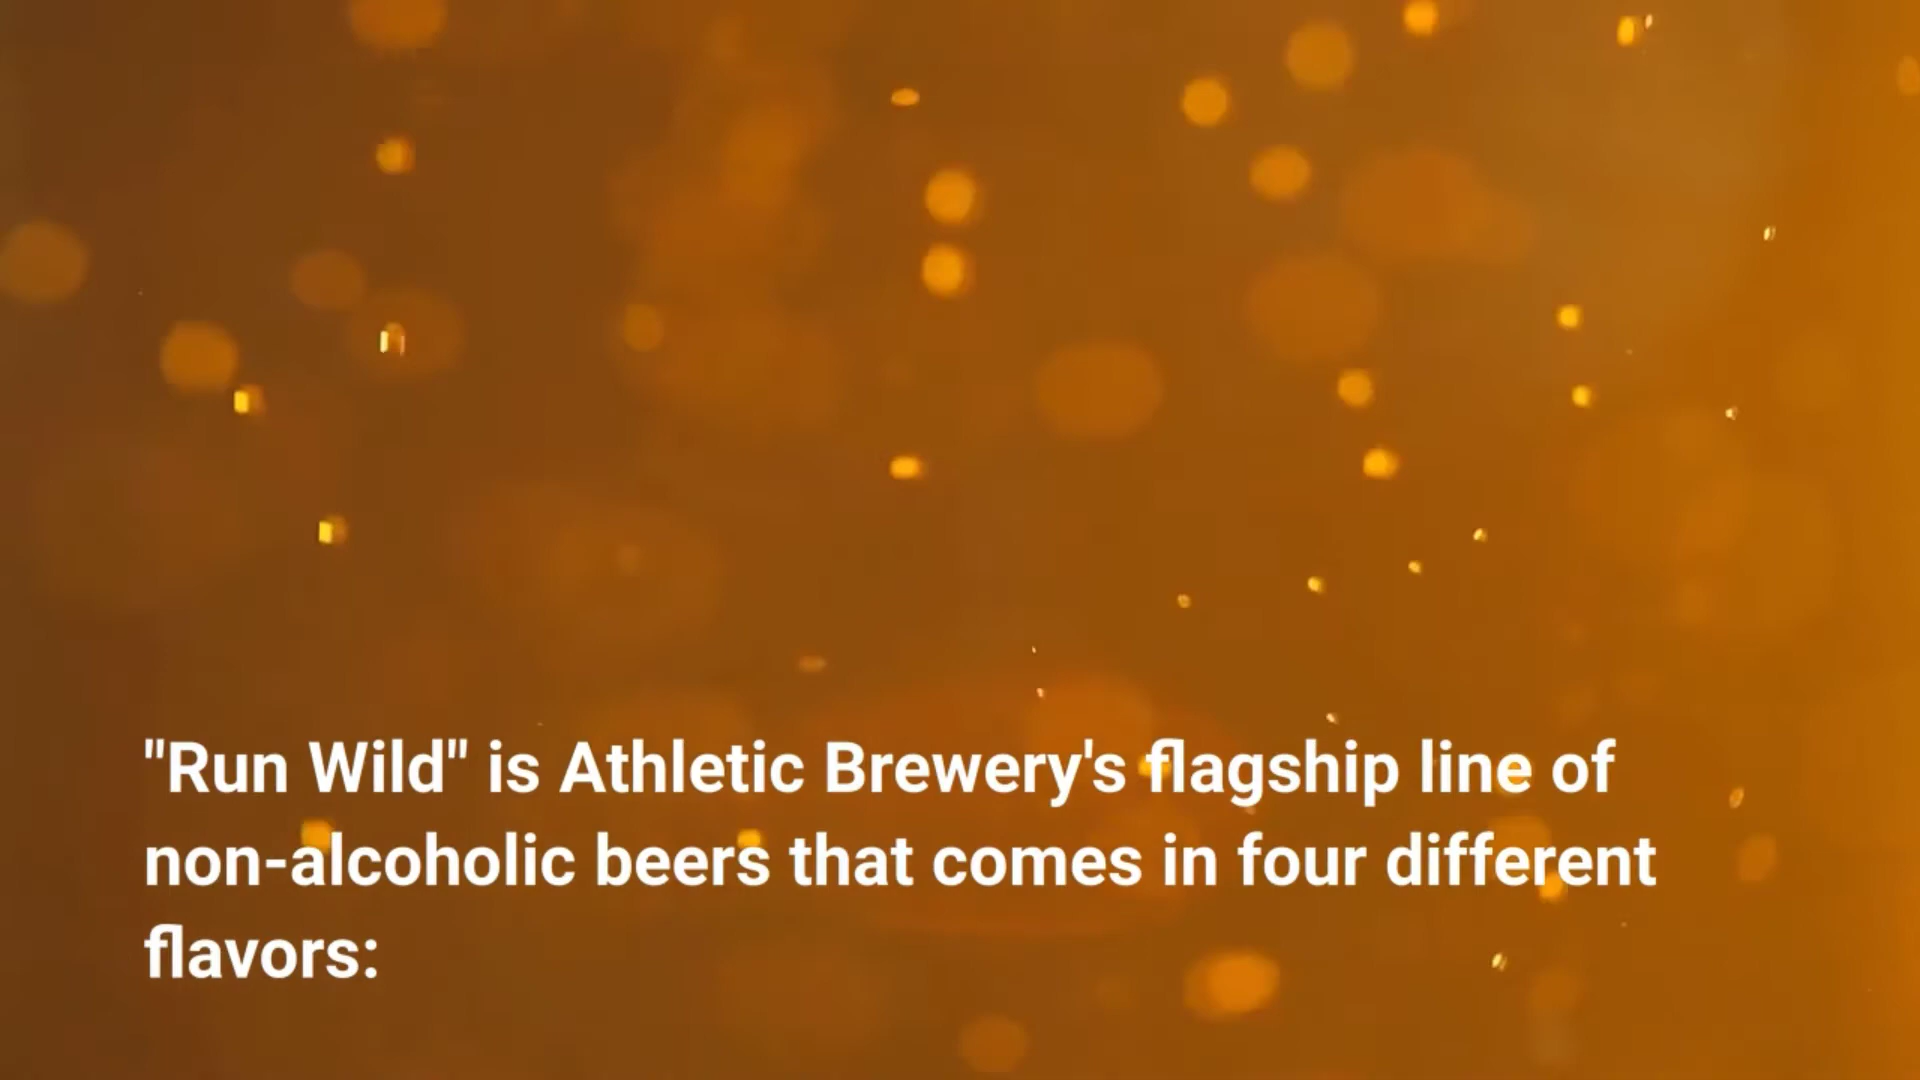 "Run Wild" is Athletic Brewery's flagship line of
non-alcoholic beers that comes in four different
flavors: